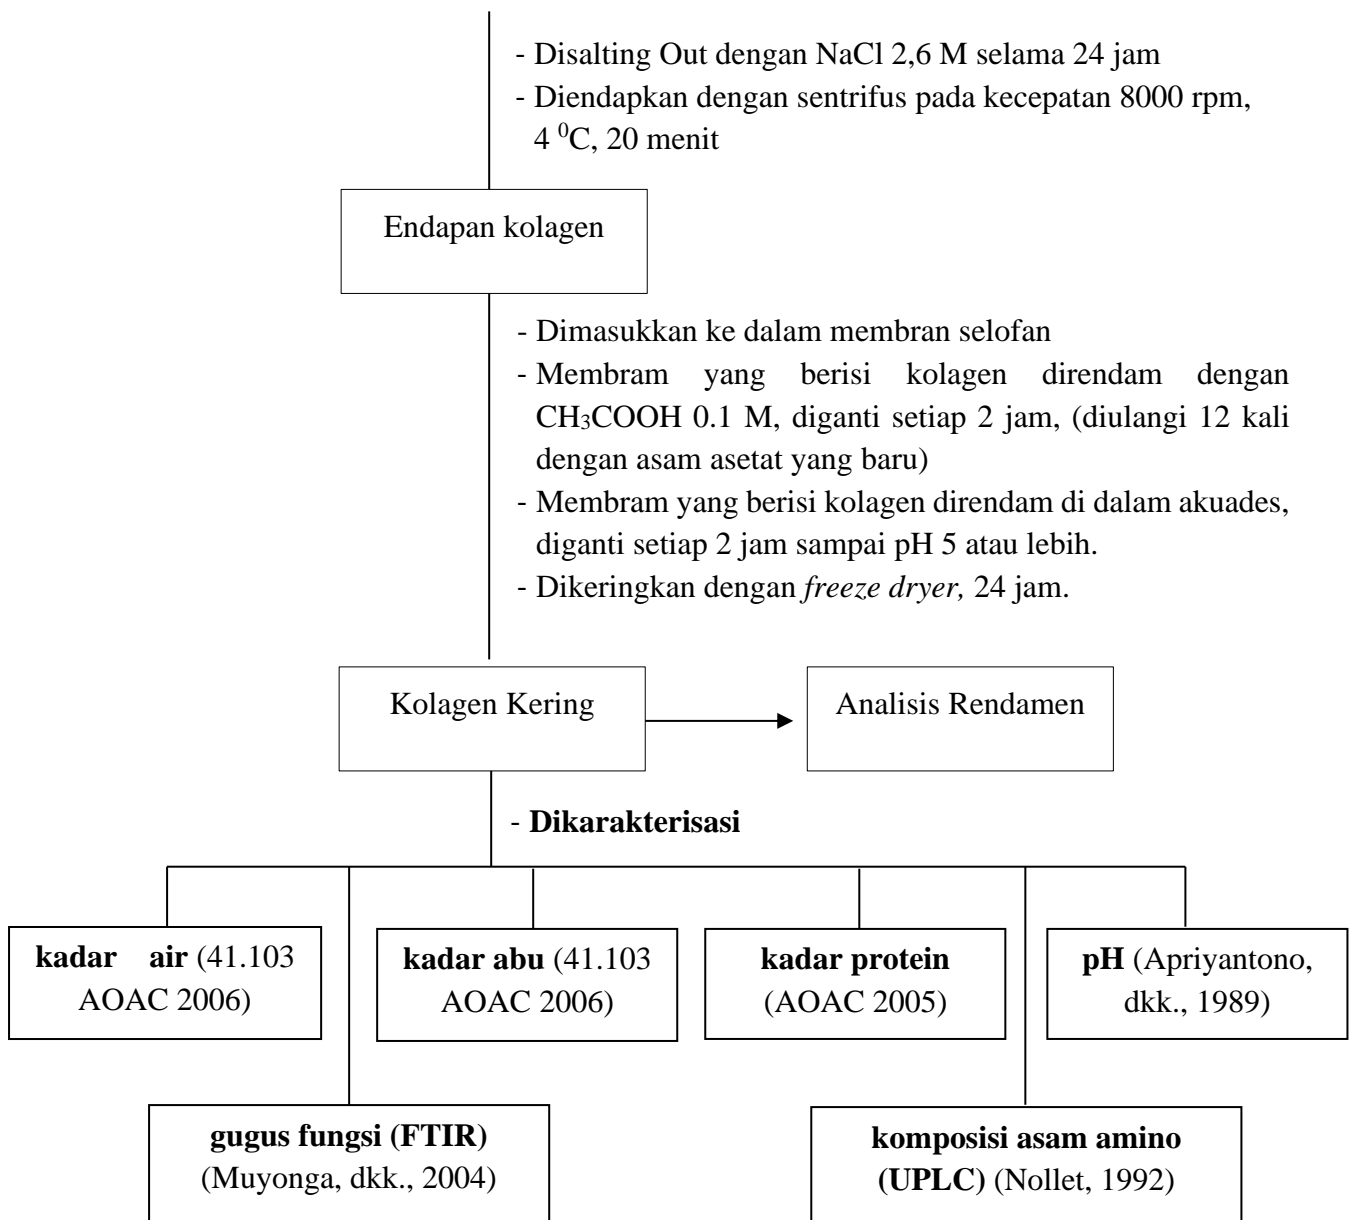 - Disalting Out dengan NaCl 2,6 M selama 24 jam
- Diendapkan dengan sentrifus pada kecepatan 8000 rpm,
4 ⁰C, 20 menit
Endapan kolagen
- Dimasukkan ke dalam membran selofan
- Membram yang berisi kolagen direndam dengan
CH₃COOH 0.1 M, diganti setiap 2 jam, (diulangi 12 kali
dengan asam asetat yang baru)
- Membram yang berisi kolagen direndam di dalam akuades,
diganti setiap 2 jam sampai pH 5 atau lebih.
- Dikeringkan dengan freeze dryer, 24 jam.
Kolagen Kering
Analisis Rendamen
- Dikarakterisasi
kadar air (41.103
AOAC 2006)
kadar abu (41.103
AOAC 2006)
kadar protein
(AOAC 2005)
pH (Apriyantono,
dkk., 1989)
gugus fungsi (FTIR)
(Muyonga, dkk., 2004)
komposisi asam amino
(UPLC) (Nollet, 1992)